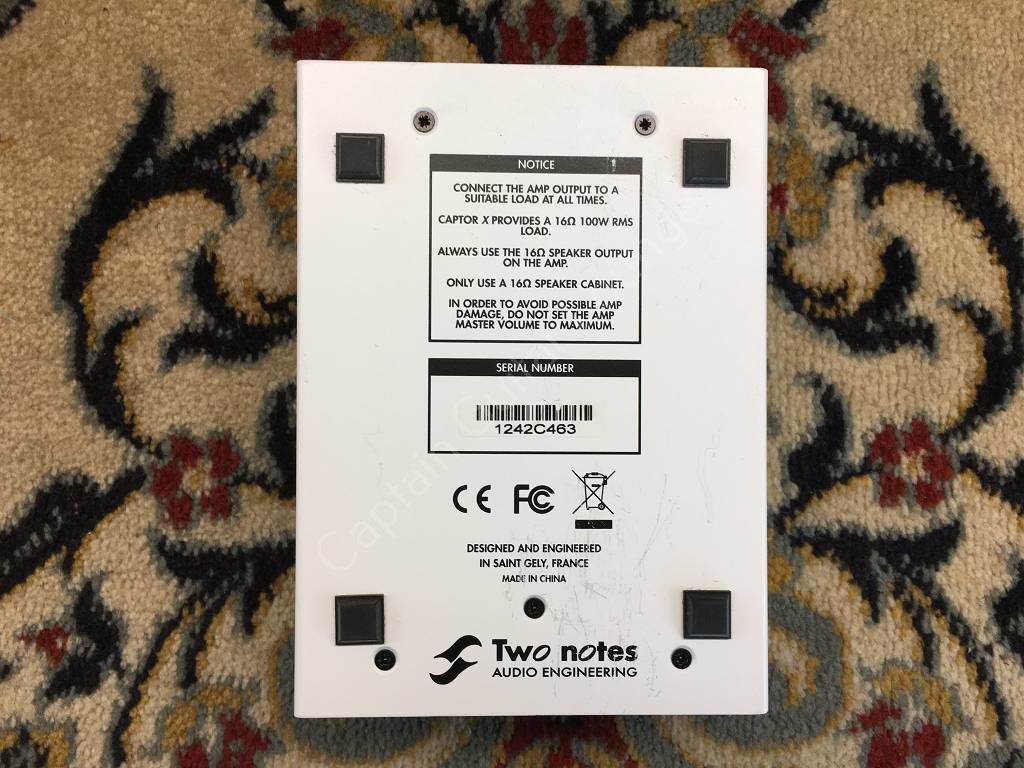 NOTICE
CONNECT THE AMP OUTPUT TO A
SUITABLE LOAD AT ALL TIMES.
CAPTOR X PROVIDES A 16Ω 100W RMS
LOAD.
ALWAYS USE THE 16Ω SPEAKER OUTPUT
ON THE AMP.
ONLY USE A 16Ω SPEAKER CABINET.
IN ORDER TO AVOID POSSIBLE AMP
DAMAGE, DO NOT SET THE AMP
MASTER VOLUME TO MAXIMUM.
SERIAL NUMBER
1242C463
CE FC
DESIGNED AND ENGINEERED
IN SAINT GELY, FRANCE
MADE IN CHINA
Two notes
AUDIO ENGINEERING
Captain